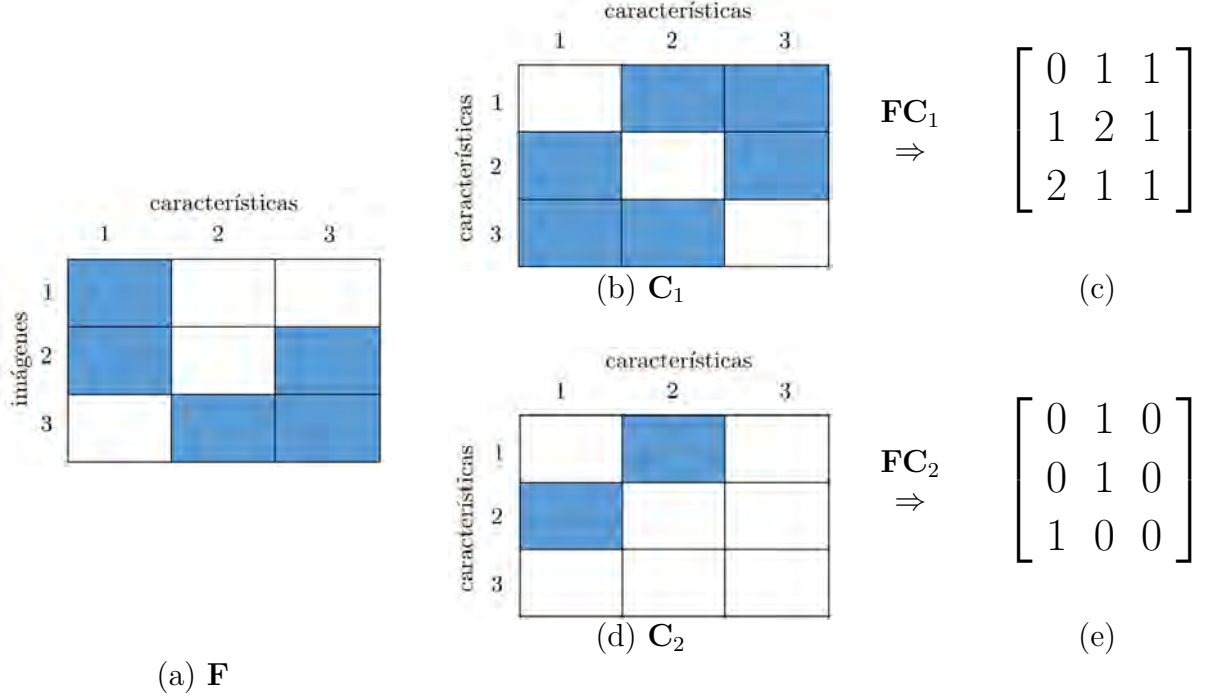 características
1 2 3
imágenes
1
2
3
(a) F
características
1 2 3
características
1
2
3
(b) C₁
FC₁
⇒
0 1 1
1 2 1
2 1 1
(c)
características
1 2 3
características
1
2
3
(d) C₂
FC₂
⇒
0 1 0
0 1 0
1 0 0
(e)